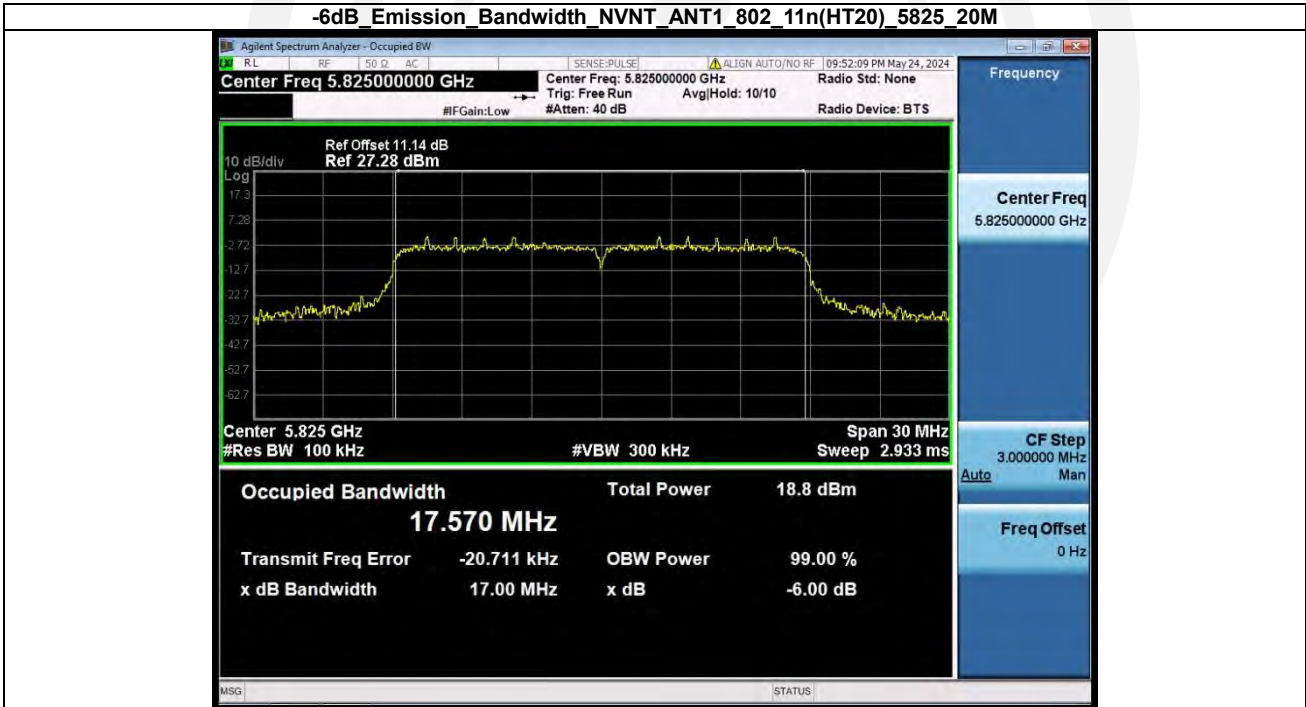 -6dB_Emission_Bandwidth_NVNT_ANT1_802_11n(HT20)_5825_20M
Agilent Spectrum Analyzer - Occupied BW
RL RF 50 Ω AC SENSE:PULSE ALIGN AUTO/NO RF 09:52:09 PM May 24, 2024
Center Freq 5.825000000 GHz
Center Freq: 5.825000000 GHz
Radio Std: None
Trig: Free Run Avg|Hold: 10/10
#IFGain:Low
#Atten: 40 dB
Radio Device: BTS
Ref Offset 11.14 dB
10 dB/div Ref 27.28 dBm
Log
17.3
7.28
-2.72
-12.7
-22.7
-32.7
-42.7
-52.7
-62.7
Center 5.825 GHz Span 30 MHz
#Res BW 100 kHz #VBW 300 kHz Sweep 2.933 ms
Occupied Bandwidth Total Power 18.8 dBm
17.570 MHz
Transmit Freq Error -20.711 kHz OBW Power 99.00 %
x dB Bandwidth 17.00 MHz x dB -6.00 dB
MSG STATUS
Frequency
Center Freq
5.825000000 GHz
CF Step
3.000000 MHz
Auto Man
Freq Offset
0 Hz